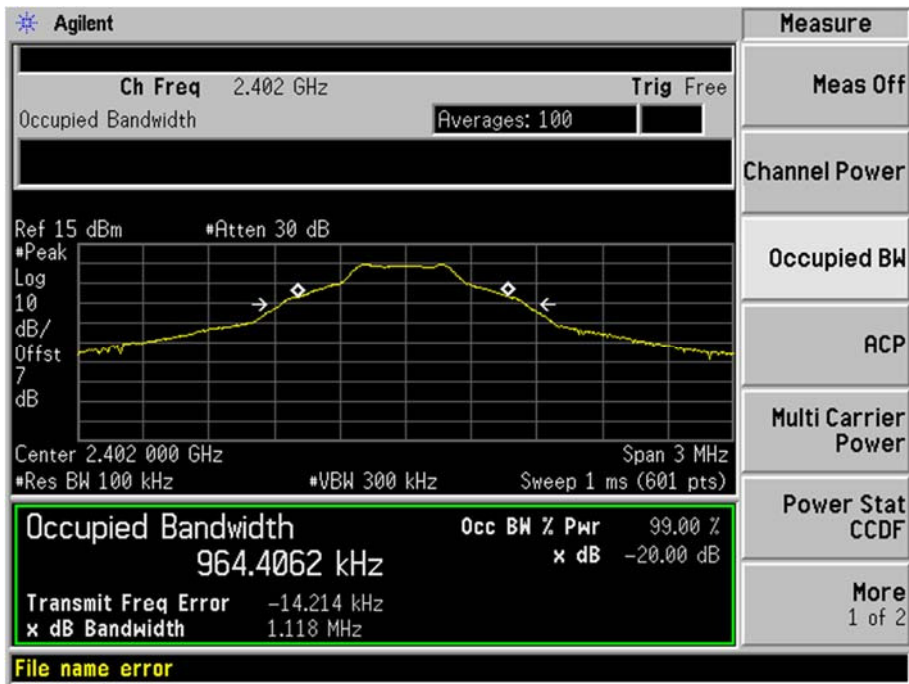 Agilent
Measure
Ch Freq 2.402 GHz Trig Free
Occupied Bandwidth Averages: 100
Ref 15 dBm #Atten 30 dB
#Peak
Log
10
dB/
Offst
7
dB
Center 2.402 000 GHz Span 3 MHz
#Res BW 100 kHz #VBW 300 kHz Sweep 1 ms (601 pts)
Occupied Bandwidth Occ BW % Pwr 99.00 %
964.4062 kHz x dB -20.00 dB
Transmit Freq Error -14.214 kHz
x dB Bandwidth 1.118 MHz
File name error
Meas Off
Channel Power
Occupied BW
ACP
Multi Carrier
Power
Power Stat
CCDF
More
1 of 2